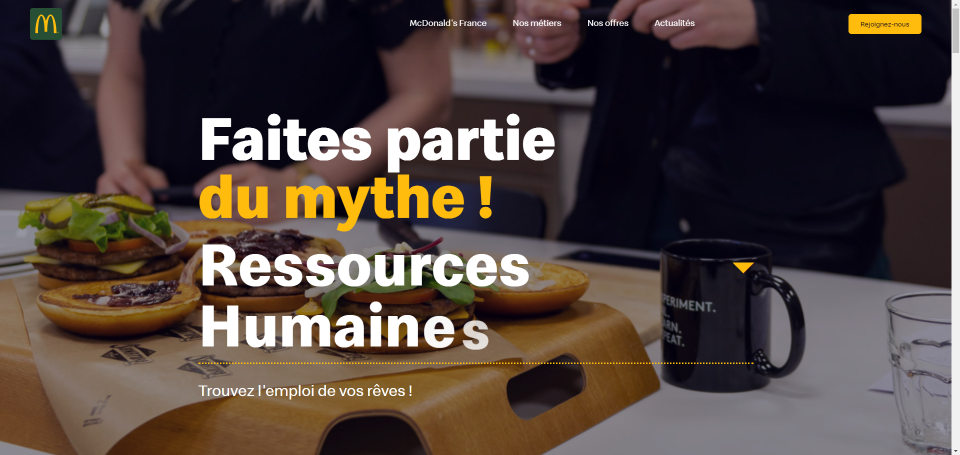 McDonald's France
Nos métiers
Nos offres
Actualités
Rejoignez-nous
Faites partie
du mythe !
Ressources
Humaines
PERIMENT.
ARN.
PEAT.
Trouvez l'emploi de vos rêves !